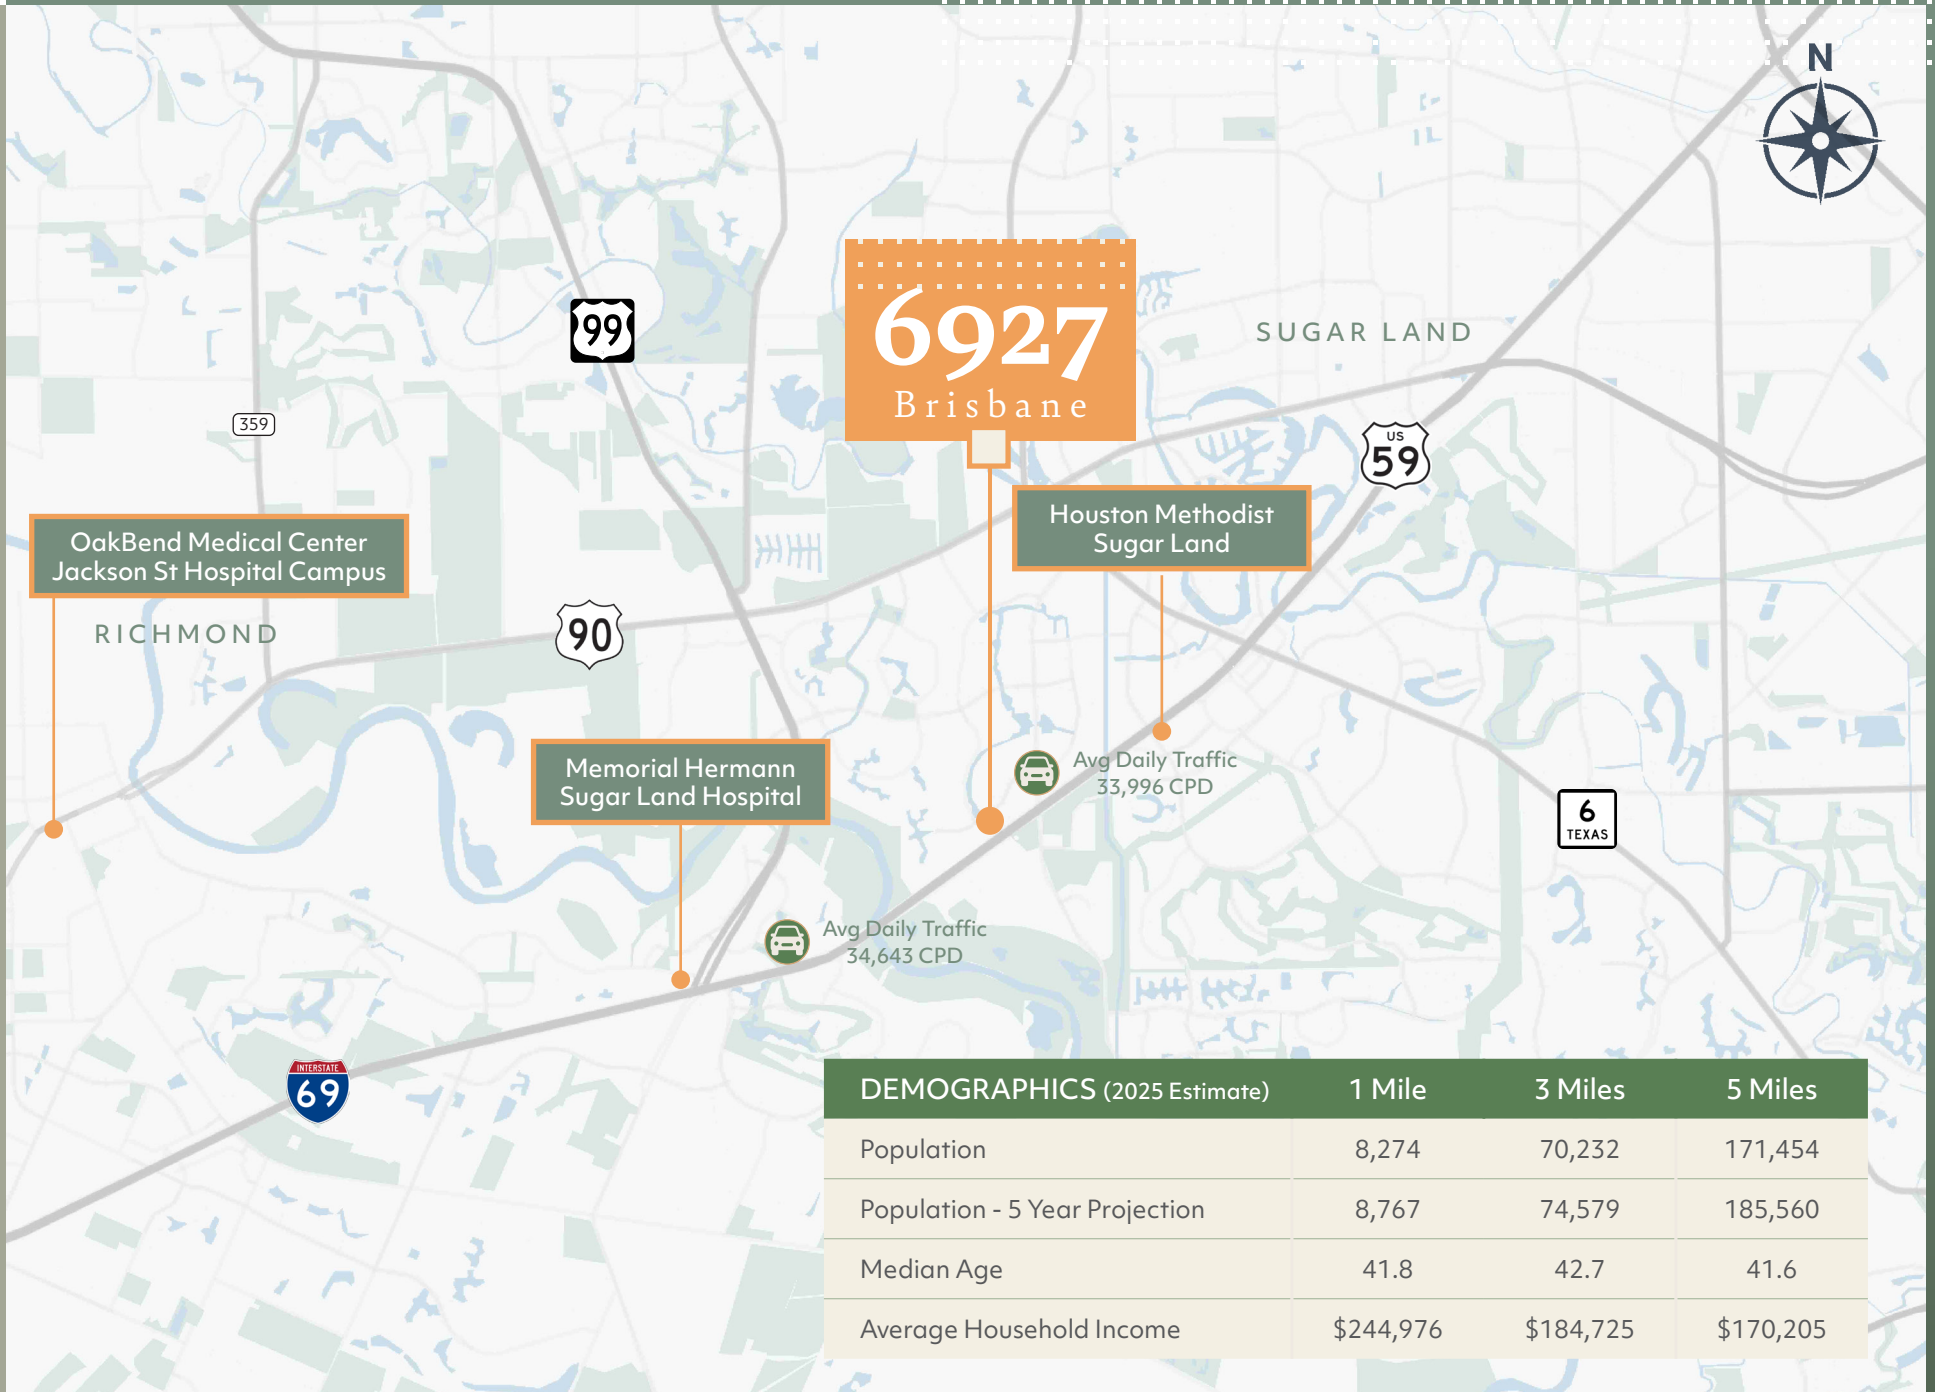 N
99
6927
Brisbane
SUGAR LAND
359
US
59
Houston Methodist
Sugar Land
OakBend Medical Center
Jackson St Hospital Campus
RICHMOND
90
Memorial Hermann
Sugar Land Hospital
Avg Daily Traffic
33,996 CPD
6
TEXAS
Avg Daily Traffic
34,643 CPD
INTERSTATE
69
DEMOGRAPHICS (2025 Estimate) 1 Mile 3 Miles 5 Miles
Population 8,274 70,232 171,454
Population - 5 Year Projection 8,767 74,579 185,560
Median Age 41.8 42.7 41.6
Average Household Income $244,976 $184,725 $170,205